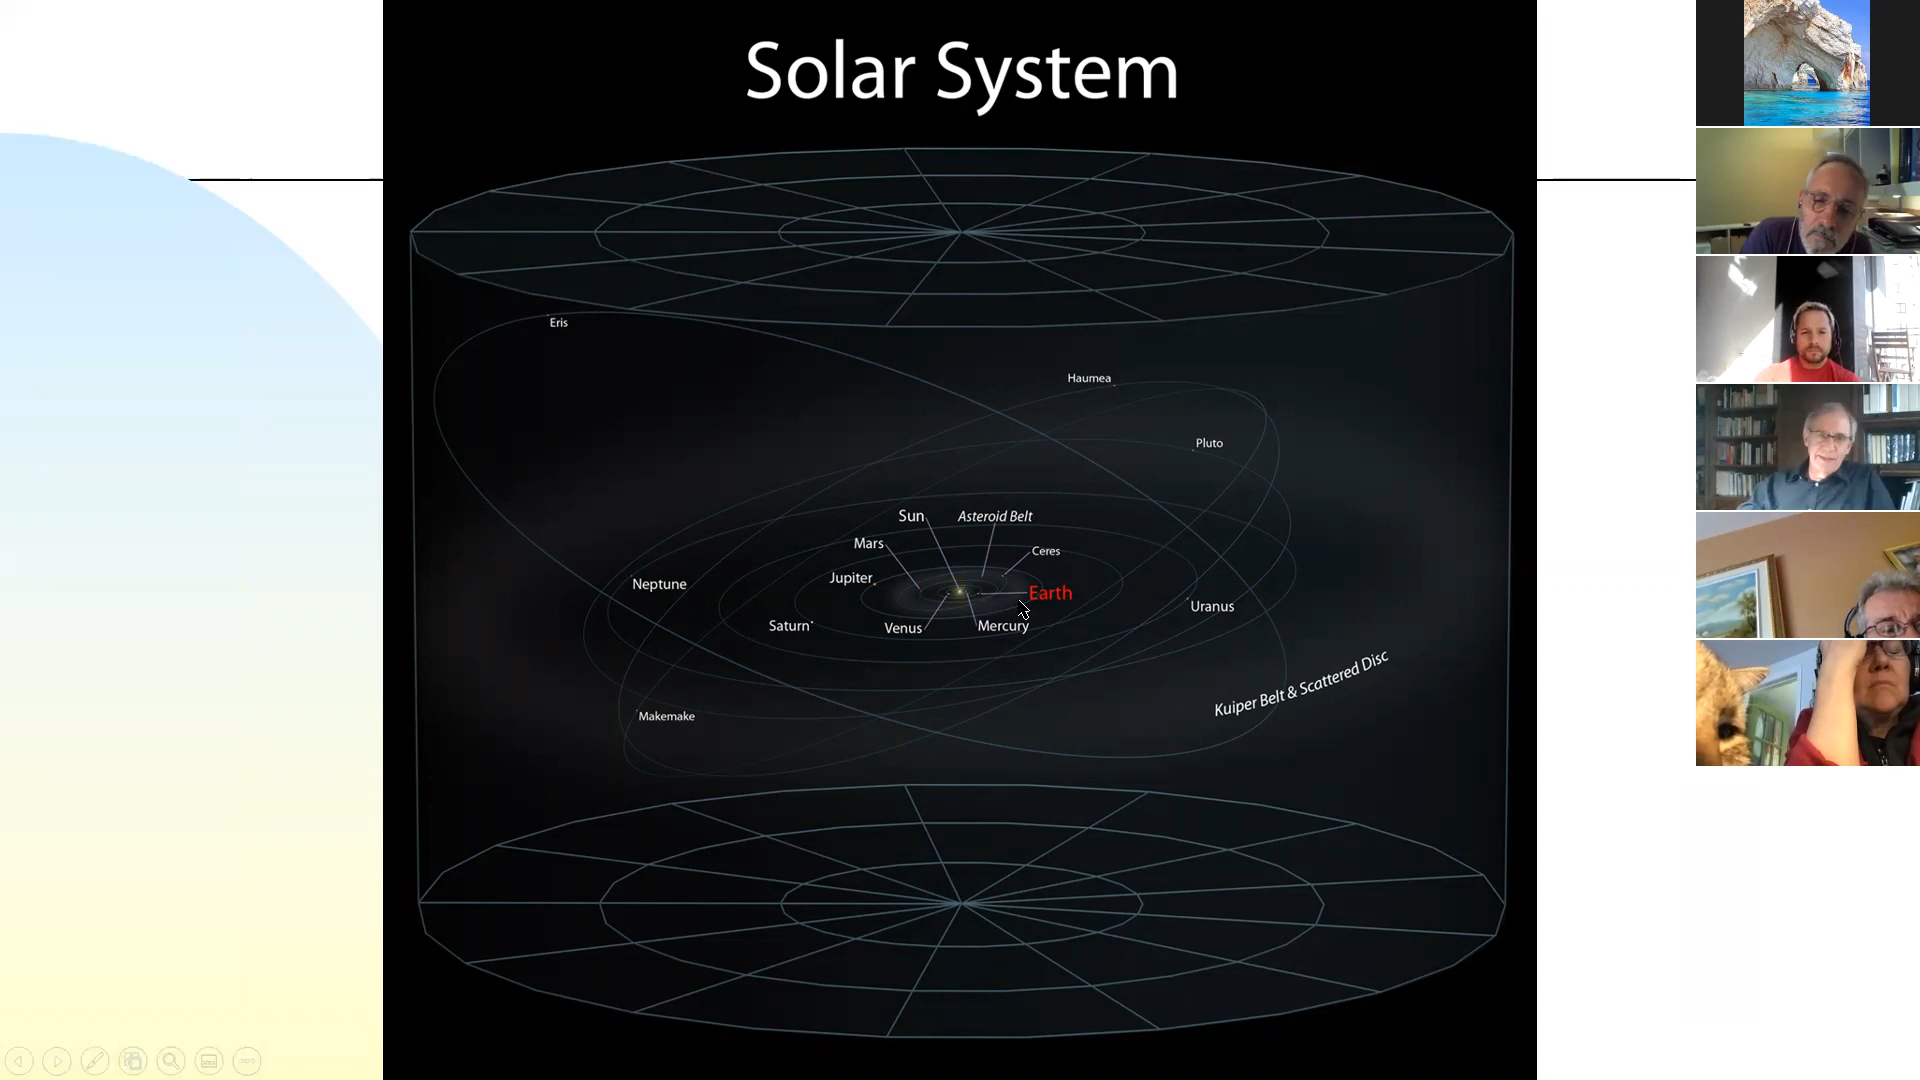 Solar System
Eris
Haumea
Pluto
Sun
Asteroid Belt
Mars
Ceres
Jupiter
Neptune
Earth
Uranus
Saturn
Venus
Mercury
Kuiper Belt & Scattered Disc
Makemake